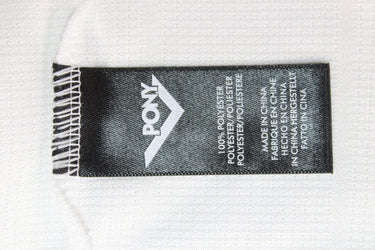 PONY
100% POLYESTER
POLYESTER/POLIESTER
POLYESTER/POLIESTERE
MADE IN CHINA
FABRIQUE EN CHINE
HECHO EN CHINA
IN CHINA HERGESTELLT
FATTO IN CINA